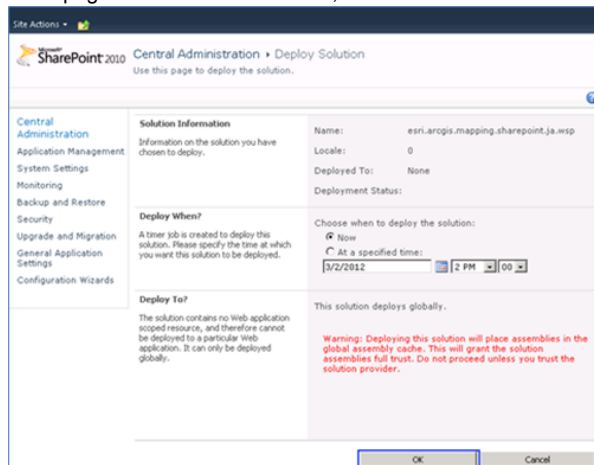 Site Actions
Microsoft
SharePoint 2010
Central Administration ▸ Deploy Solution
Use this page to deploy the solution.
Central
Administration
Application Management
System Settings
Monitoring
Backup and Restore
Security
Upgrade and Migration
General Application
Settings
Configuration Wizards
Solution Information
Information on the solution you have
chosen to deploy.
Name: esri.arcgis.mapping.sharepoint.ja.wsp
Locale: 0
Deployed To: None
Deployment Status:
Deploy When?
A timer job is created to deploy this
solution. Please specify the time at which
you want this solution to be deployed.
Choose when to deploy the solution:
Now
At a specified time:
3/2/2012 2 PM 00
Deploy To?
The solution contains no Web application
scoped resource, and therefore cannot
be deployed to a particular Web
application. It can only be deployed
globally.
This solution deploys globally.
Warning: Deploying this solution will place assemblies in the
global assembly cache. This will grant the solution
assemblies full trust. Do not proceed unless you trust the
solution provider.
OK Cancel